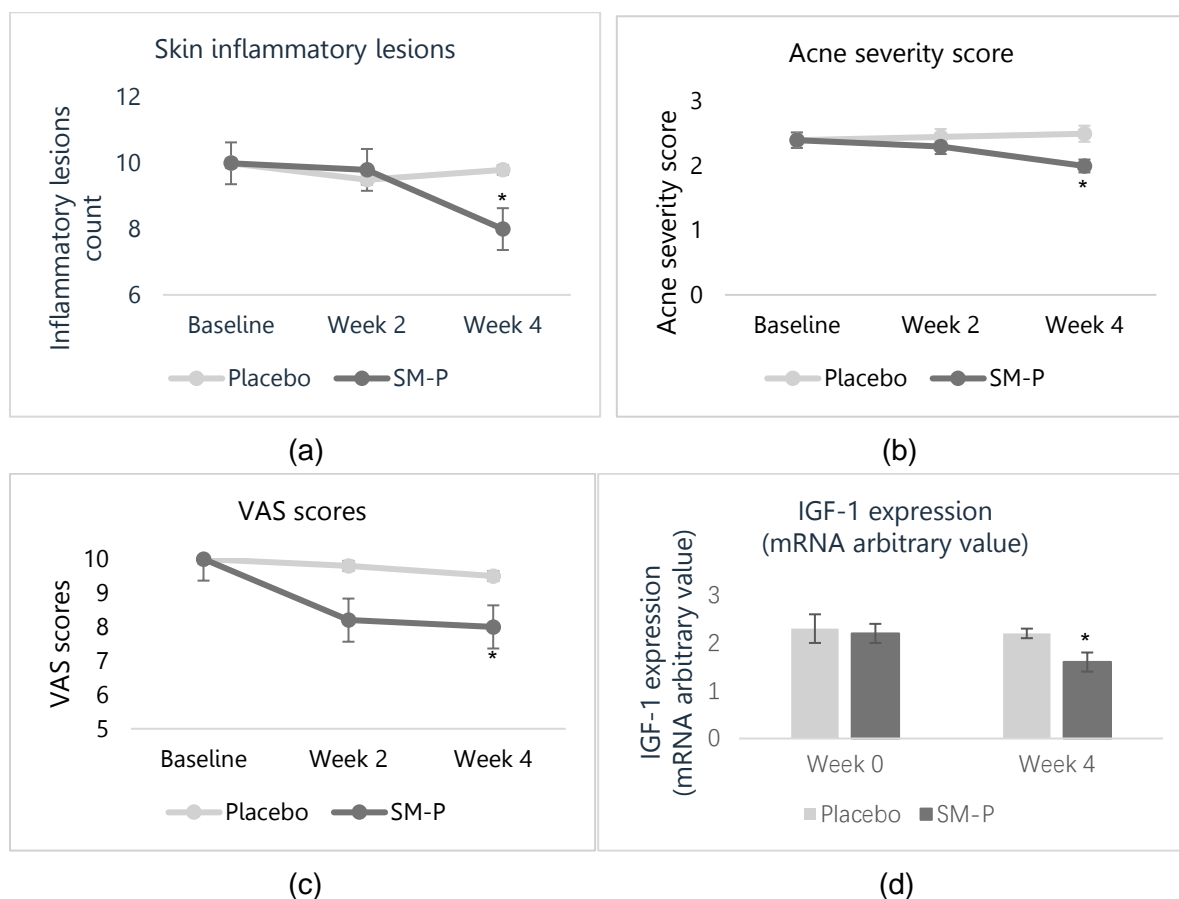 Skin inflammatory lesions
Inflammatory lesions
count
12
10
8
6
*
Baseline Week 2 Week 4
Placebo SM-P
(a)
Acne severity score
Acne severity score
3
2
1
0
*
Baseline Week 2 Week 4
Placebo SM-P
(b)
VAS scores
VAS scores
10
9
8
7
6
5
*
Baseline Week 2 Week 4
Placebo SM-P
(c)
IGF-1 expression
(mRNA arbitrary value)
IGF-1 expression
(mRNA arbitrary value)
3
2
1
0
*
Week 0 Week 4
Placebo SM-P
(d)